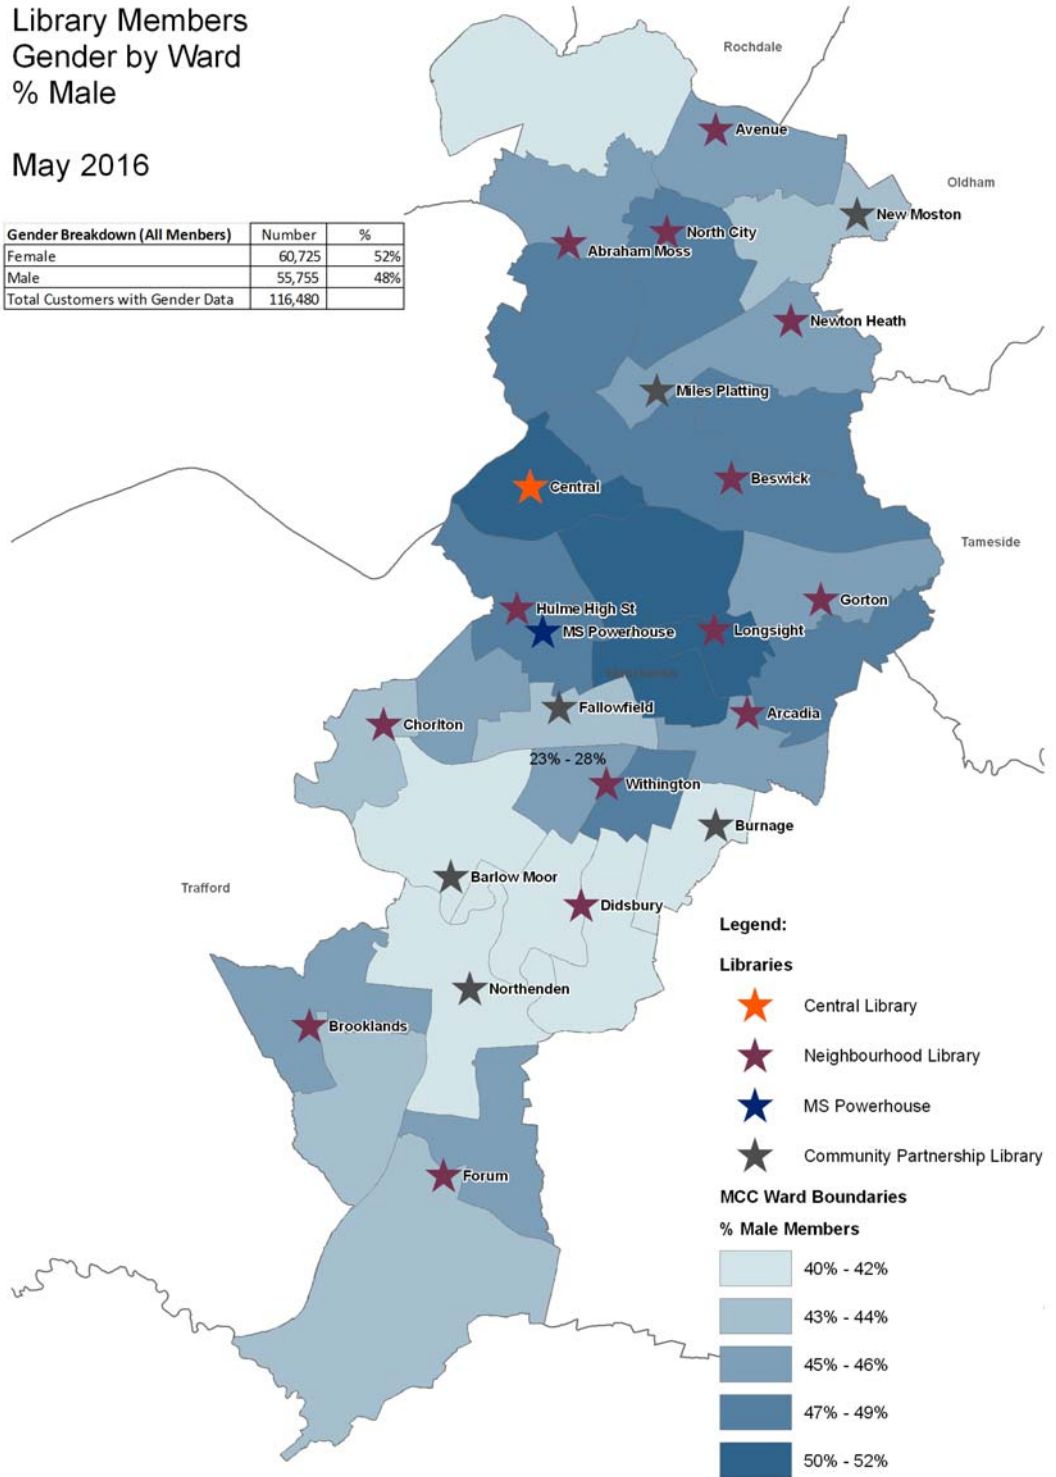 Library Members
Gender by Ward
% Male
May 2016
Gender Breakdown (All Menbers) Number %
Female 60,725 52%
Male 55,755 48%
Total Customers with Gender Data 116,480
Rochdale
Avenue
Oldham
New Moston
North City
Abraham Moss
Newton Heath
Miles Platting
Central
Beswick
Tameside
Gorton
Hulme High St
MS Powerhouse
Longsight
Fallowfield
Arcadia
Chorlton
23% - 28%
Withington
Burnage
Barlow Moor
Trafford
Didsbury
Northenden
Brooklands
Forum
Legend:
Libraries
Central Library
Neighbourhood Library
MS Powerhouse
Community Partnership Library
MCC Ward Boundaries
% Male Members
40% - 42%
43% - 44%
45% - 46%
47% - 49%
50% - 52%